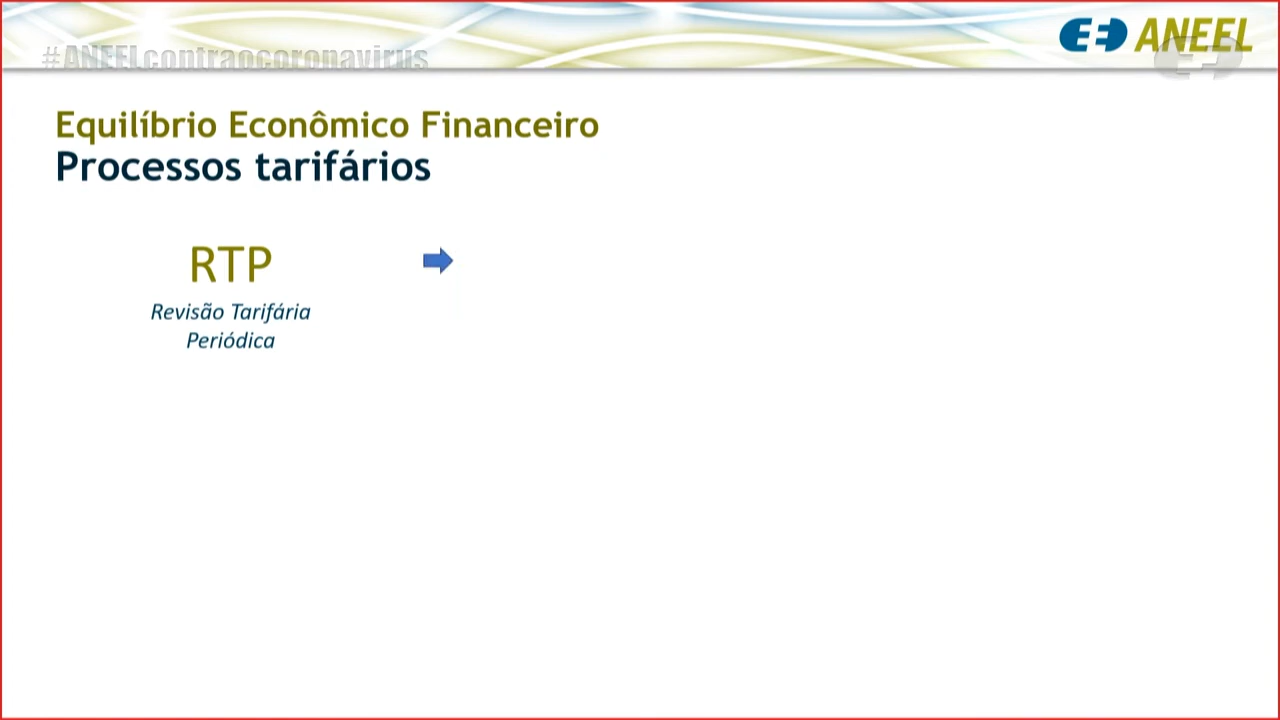 #ANEELcontraocoronavirus
ANEEL
Equilíbrio Econômico Financeiro
Processos tarifários
RTP
Revisão Tarifária
Periódica